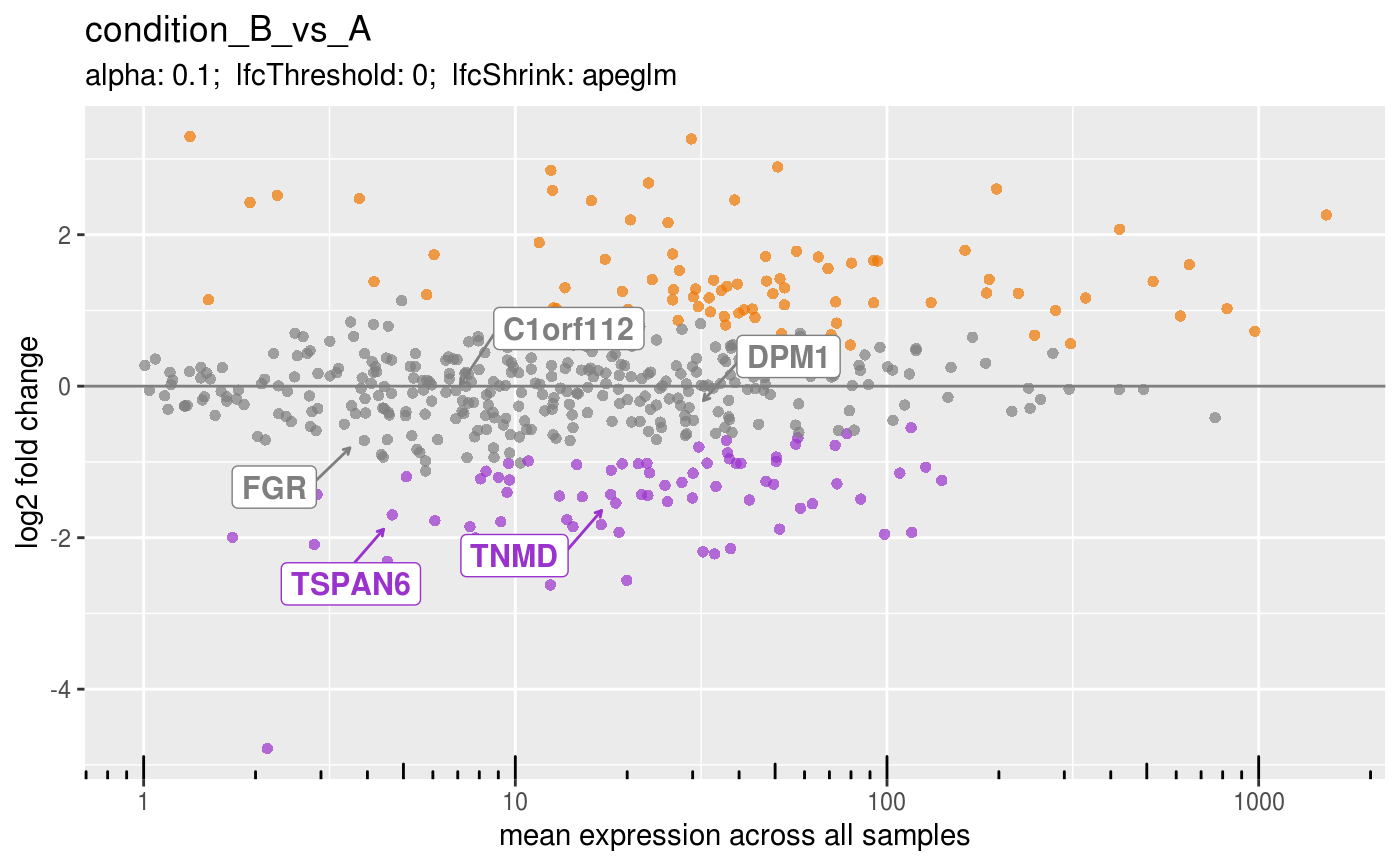 condition_B_vs_A
alpha: 0.1;  lfcThreshold: 0;  lfcShrink: apeglm
log2 fold change
2
0
-2
-4
C1orf112
DPM1
FGR
TNMD
TSPAN6
1
10
100
1000
mean expression across all samples